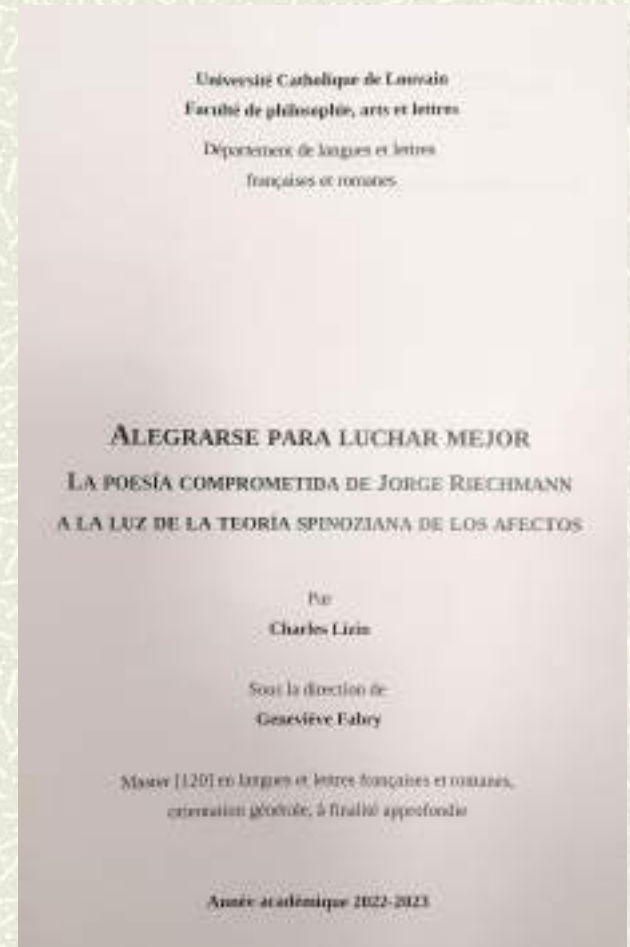 Université Catholique de Louvain
Faculté de philosophie, arts et lettres
Département de langues et lettres
françaises et romanes
ALEGRARSE PARA LUCHAR MEJOR
LA POESÍA COMPROMETIDA DE JORGE RIECHMANN
A LA LUZ DE LA TEORÍA SPINOZIANA DE LOS AFECTOS
Par
Charles Lizin
Sous la direction de
Geneviève Fabry
Master [120] en langues et lettres françaises et romanes,
orientation générale, à finalité approfondie
Année académique 2022-2023